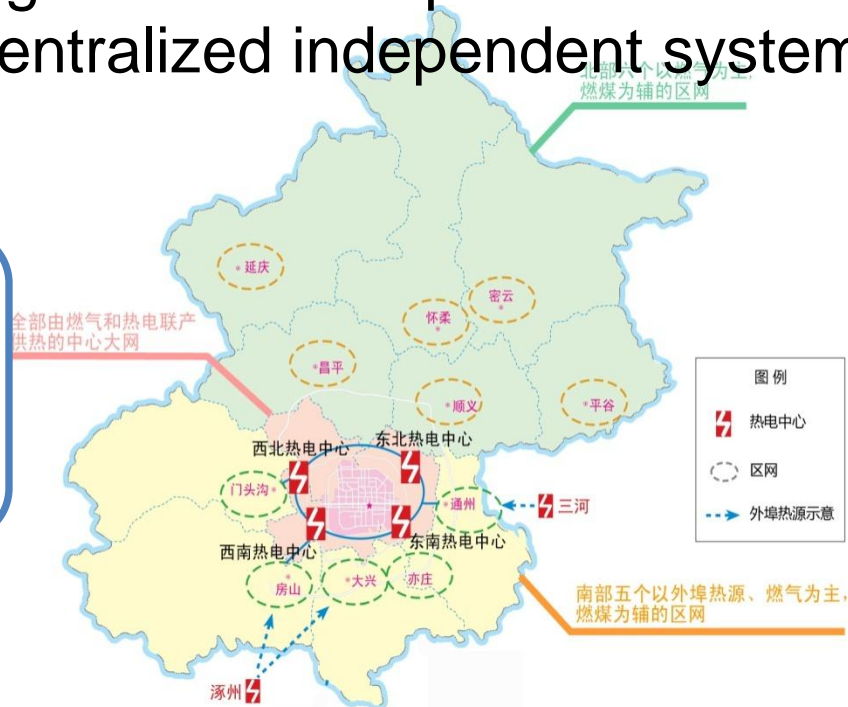 centralized independent system
北部六个以燃气为主,
燃煤为辅的区网
延庆
密云
怀柔
全部由燃气和热电联产
供热的中心大网
昌平
顺义
平谷
图 例
热电中心
区网
外埠热源示意
西北热电中心
东北热电中心
门头沟
通州
三河
西南热电中心
东南热电中心
房山
大兴
亦庄
南部五个以外埠热源、燃气为主,
燃煤为辅的区网
涿州